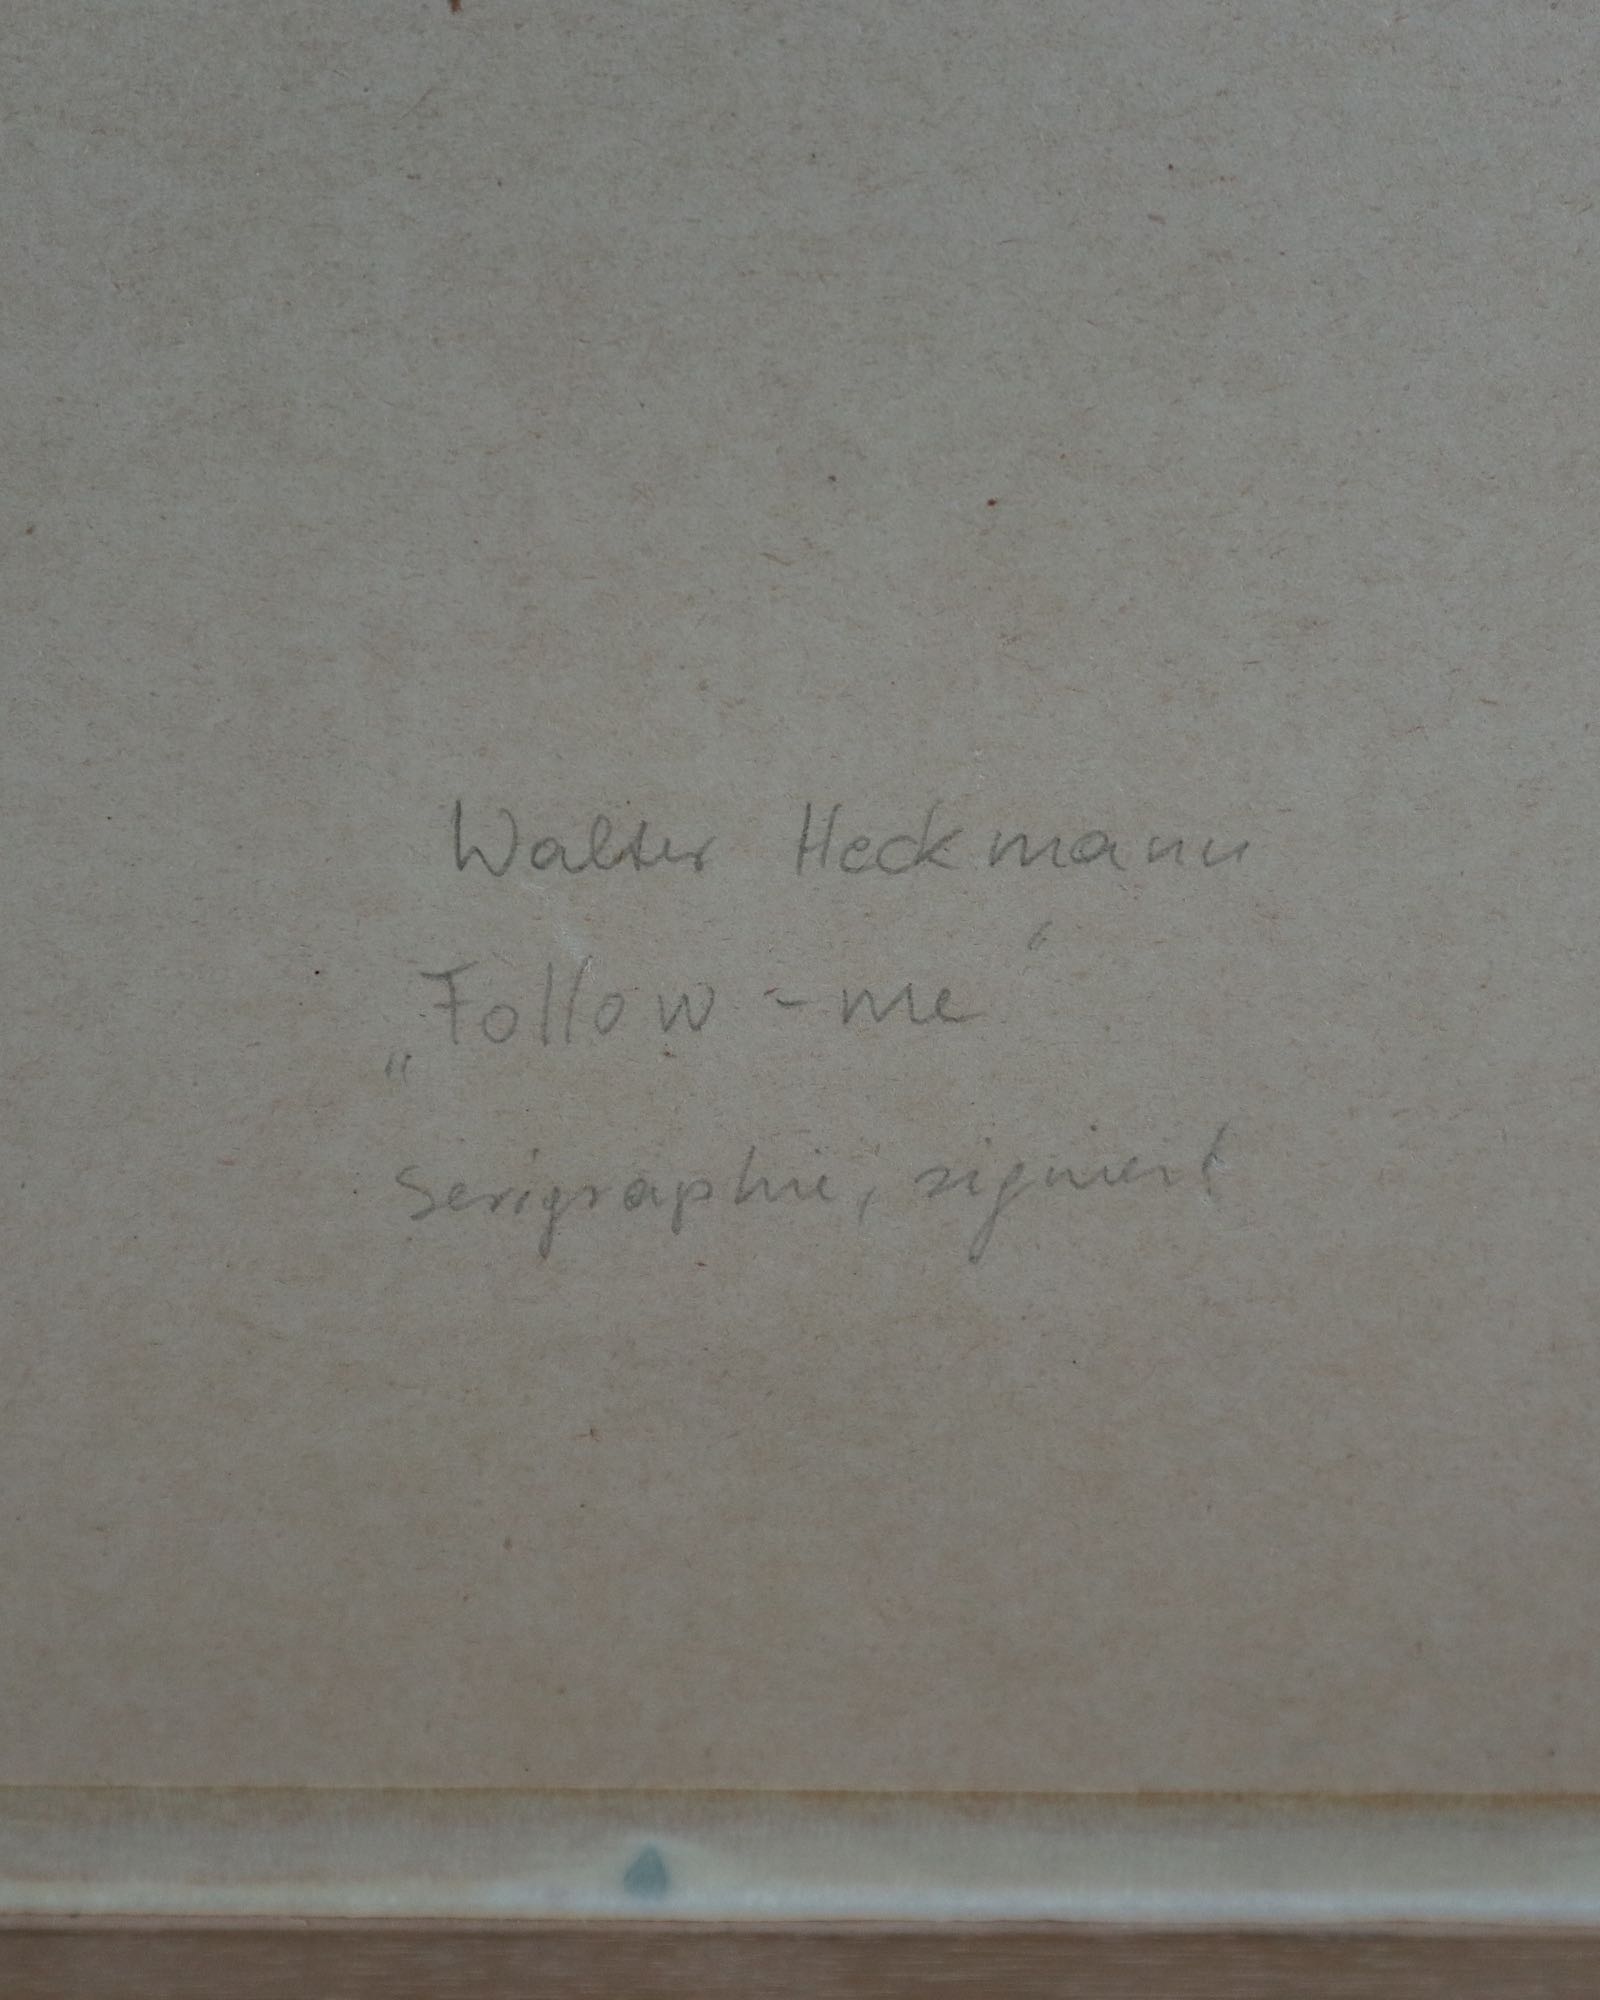 Walter Heckmann
„Follow-me“
Serigraphie, signiert